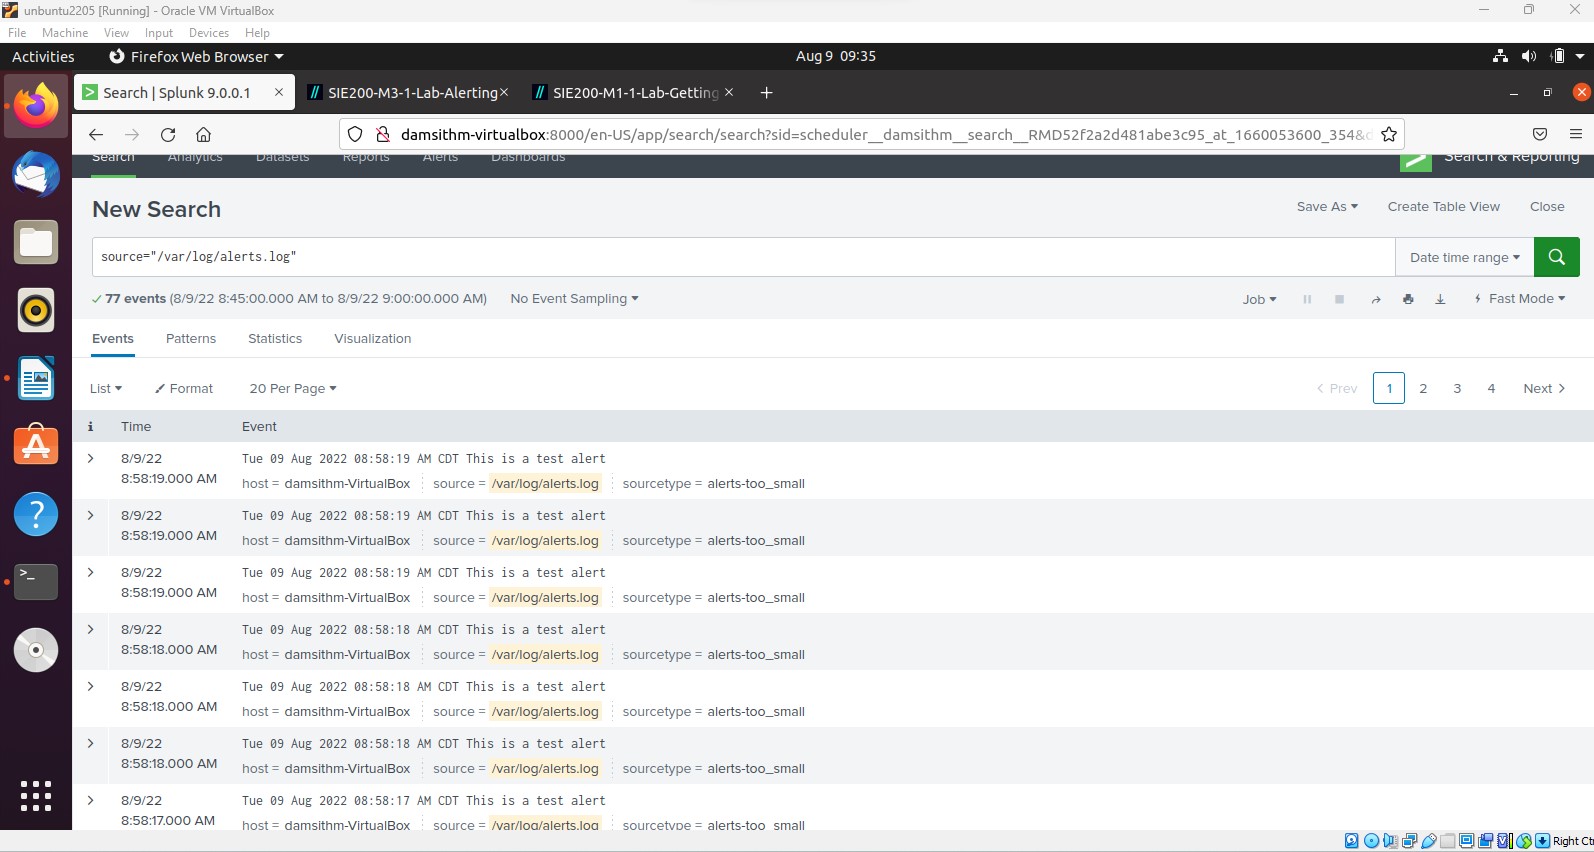 unbuntu2205 [Running] - Oracle VM VirtualBox
File Machine View Input Devices Help
Activities Firefox Web Browser Aug 9 09:35
Search | Splunk 9.0.0.1 × SIE200-M3-1-Lab-Alerting × SIE200-M1-1-Lab-Getting × +
damsithm-virtualbox:8000/en-US/app/search/search?sid=scheduler__damsithm__search__RMD52f2a2d481abe3c95_at_1660053600_354&
Search Analytics Datasets Reports Alerts Dashboards Search & Reporting
New Search Save As Create Table View Close
source="/var/log/alerts.log" Date time range
77 events (8/9/22 8:45:00.000 AM to 8/9/22 9:00:00.000 AM) No Event Sampling Job Fast Mode
Events Patterns Statistics Visualization
List Format 20 Per Page < Prev 1 2 3 4 Next >
i Time Event
8/9/22 Tue 09 Aug 2022 08:58:19 AM CDT This is a test alert
8:58:19.000 AM host = damsithm-VirtualBox source = /var/log/alerts.log sourcetype = alerts-too_small
8/9/22 Tue 09 Aug 2022 08:58:19 AM CDT This is a test alert
8:58:19.000 AM host = damsithm-VirtualBox source = /var/log/alerts.log sourcetype = alerts-too_small
8/9/22 Tue 09 Aug 2022 08:58:19 AM CDT This is a test alert
8:58:19.000 AM host = damsithm-VirtualBox source = /var/log/alerts.log sourcetype = alerts-too_small
8/9/22 Tue 09 Aug 2022 08:58:18 AM CDT This is a test alert
8:58:18.000 AM host = damsithm-VirtualBox source = /var/log/alerts.log sourcetype = alerts-too_small
8/9/22 Tue 09 Aug 2022 08:58:18 AM CDT This is a test alert
8:58:18.000 AM host = damsithm-VirtualBox source = /var/log/alerts.log sourcetype = alerts-too_small
8/9/22 Tue 09 Aug 2022 08:58:18 AM CDT This is a test alert
8:58:18.000 AM host = damsithm-VirtualBox source = /var/log/alerts.log sourcetype = alerts-too_small
8/9/22 Tue 09 Aug 2022 08:58:17 AM CDT This is a test alert
8:58:17.000 AM host = damsithm-VirtualBox source = /var/log/alerts.log sourcetype = alerts-too_small
Right Ct